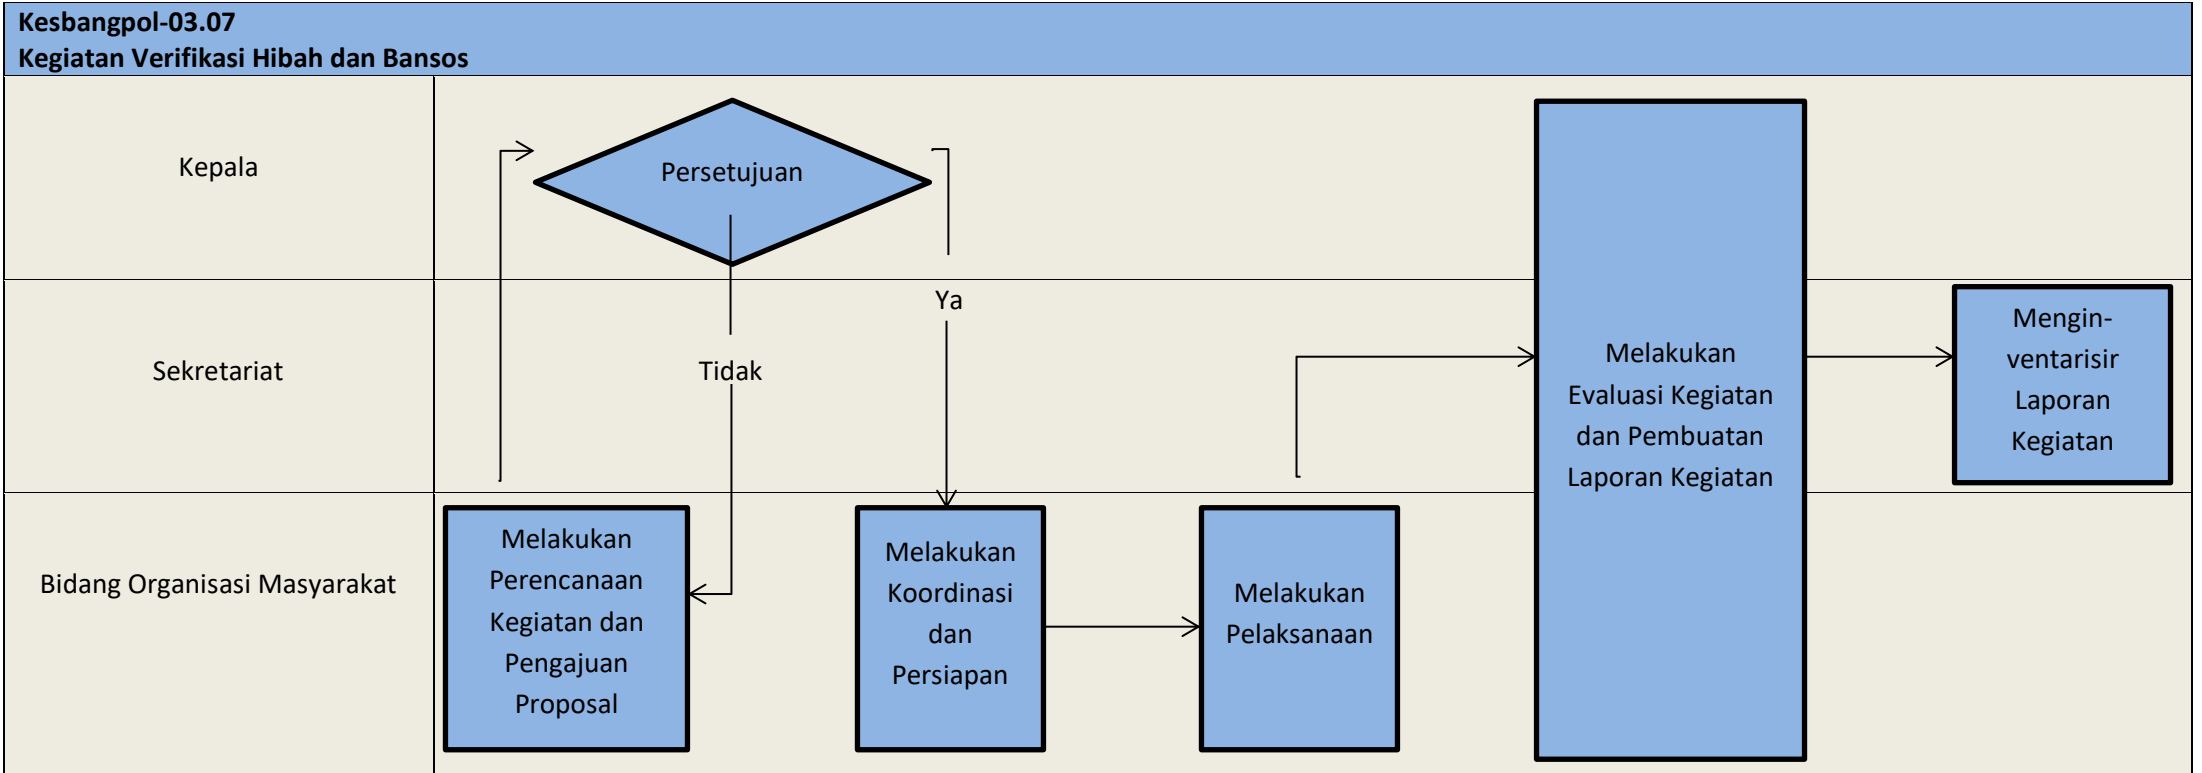 Kesbangpol-03.07
Kegiatan Verifikasi Hibah dan Bansos
Kepala
Persetujuan
Ya
Sekretariat
Tidak
Melakukan
Evaluasi Kegiatan
dan Pembuatan
Laporan Kegiatan
Mengin-
ventarisir
Laporan
Kegiatan
Bidang Organisasi Masyarakat
Melakukan
Perencanaan
Kegiatan dan
Pengajuan
Proposal
Melakukan
Koordinasi
dan
Persiapan
Melakukan
Pelaksanaan